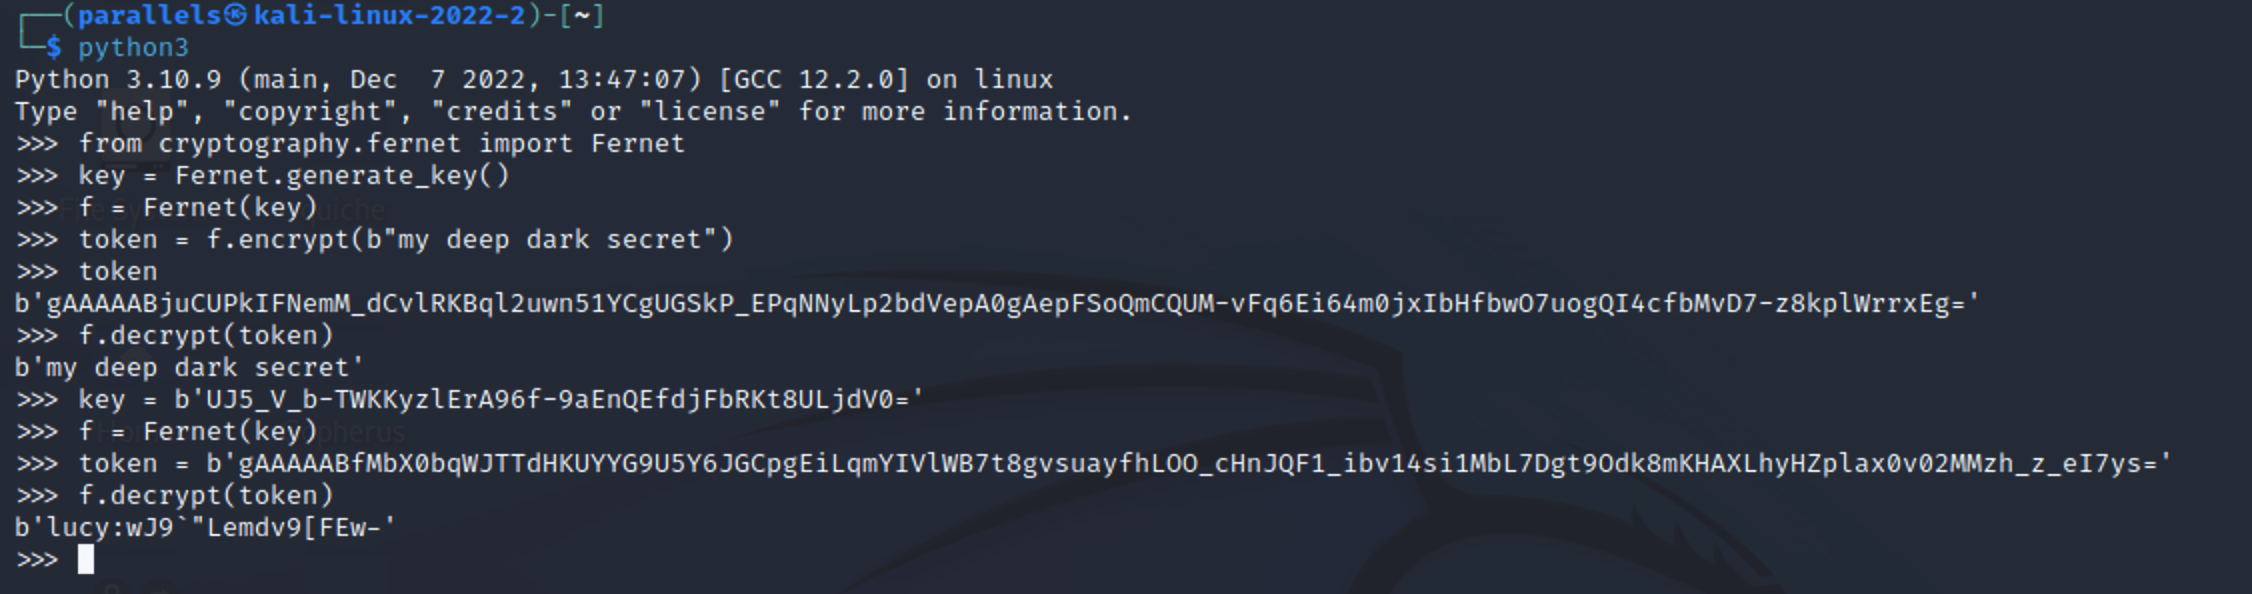 ┌──(parallels㉿kali-linux-2022-2)-[~]
└─$ python3
Python 3.10.9 (main, Dec  7 2022, 13:47:07) [GCC 12.2.0] on linux
Type "help", "copyright", "credits" or "license" for more information.
>>> from cryptography.fernet import Fernet
>>> key = Fernet.generate_key()
>>> f = Fernet(key)
>>> token = f.encrypt(b"my deep dark secret")
>>> token
b'gAAAAABjuCUPkIFNemM_dCvlRKBql2uwn51YCgUGSkP_EPqNNyLp2bdVepA0gAepFSoQmCQUM-vFq6Ei64m0jxIbHfbwO7uogQI4cfbMvD7-z8kplWrrxEg='
>>> f.decrypt(token)
b'my deep dark secret'
>>> key = b'UJ5_V_b-TWKKyzlErA96f-9aEnQEfdjFbRKt8ULjdV0='
>>> f = Fernet(key)
>>> token = b'gAAAAABfMbX0bqWJTTdHKUYYG9U5Y6JGCpgEiLqmYIVlWB7t8gvsuayfhLOO_cHnJQF1_ibv14si1MbL7Dgt9Odk8mKHAXLhyHZplax0v02MMzh_z_eI7ys='
>>> f.decrypt(token)
b'lucy:wJ9`"Lemdv9[FEw-'
>>>